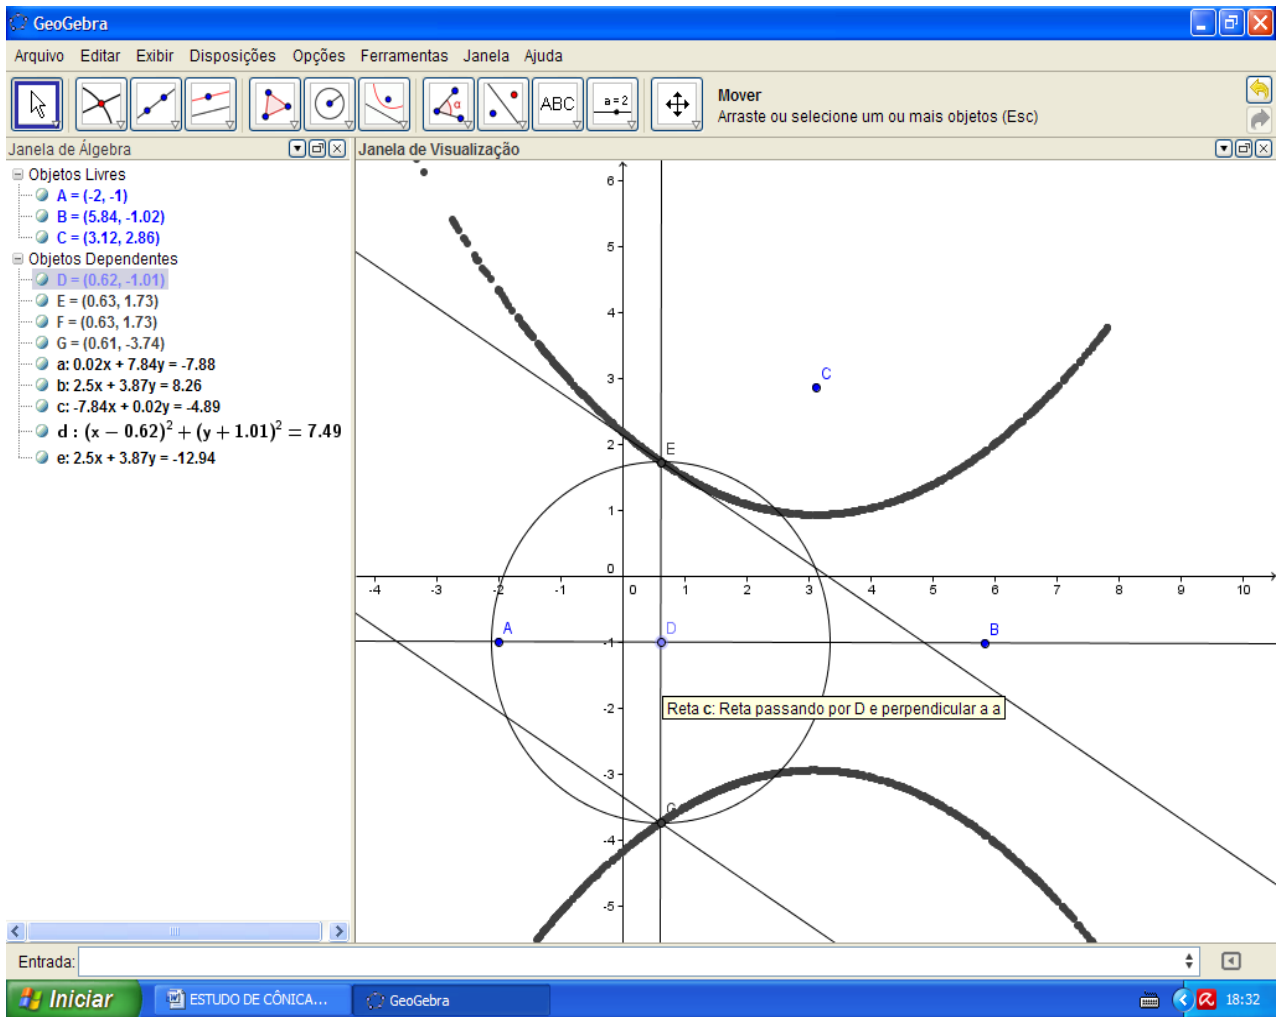 GeoGebra
Arquivo Editar Exibir Disposições Opções Ferramentas Janela Ajuda
ABC
a = 2
α
Mover
Arraste ou selecione um ou mais objetos (Esc)
Janela de Álgebra
Janela de Visualização
Objetos Livres
A = (-2, -1)
B = (5.84, -1.02)
C = (3.12, 2.86)
Objetos Dependentes
D = (0.62, -1.01)
E = (0.63, 1.73)
F = (0.63, 1.73)
G = (0.61, -3.74)
a: 0.02x + 7.84y = -7.88
b: 2.5x + 3.87y = 8.26
c: -7.84x + 0.02y = -4.89
d : (x − 0.62)² + (y + 1.01)² = 7.49
e: 2.5x + 3.87y = -12.94
6
5
4
3
C
2
E
1
0
-4 -3 -2 -1 0 1 2 3 4 5 6 7 8 9 10
A D B
-1
-2
Reta c: Reta passando por D e perpendicular a a
-3
G
-4
-5
Entrada:
Iniciar
ESTUDO DE CÔNICA...
GeoGebra
18:32